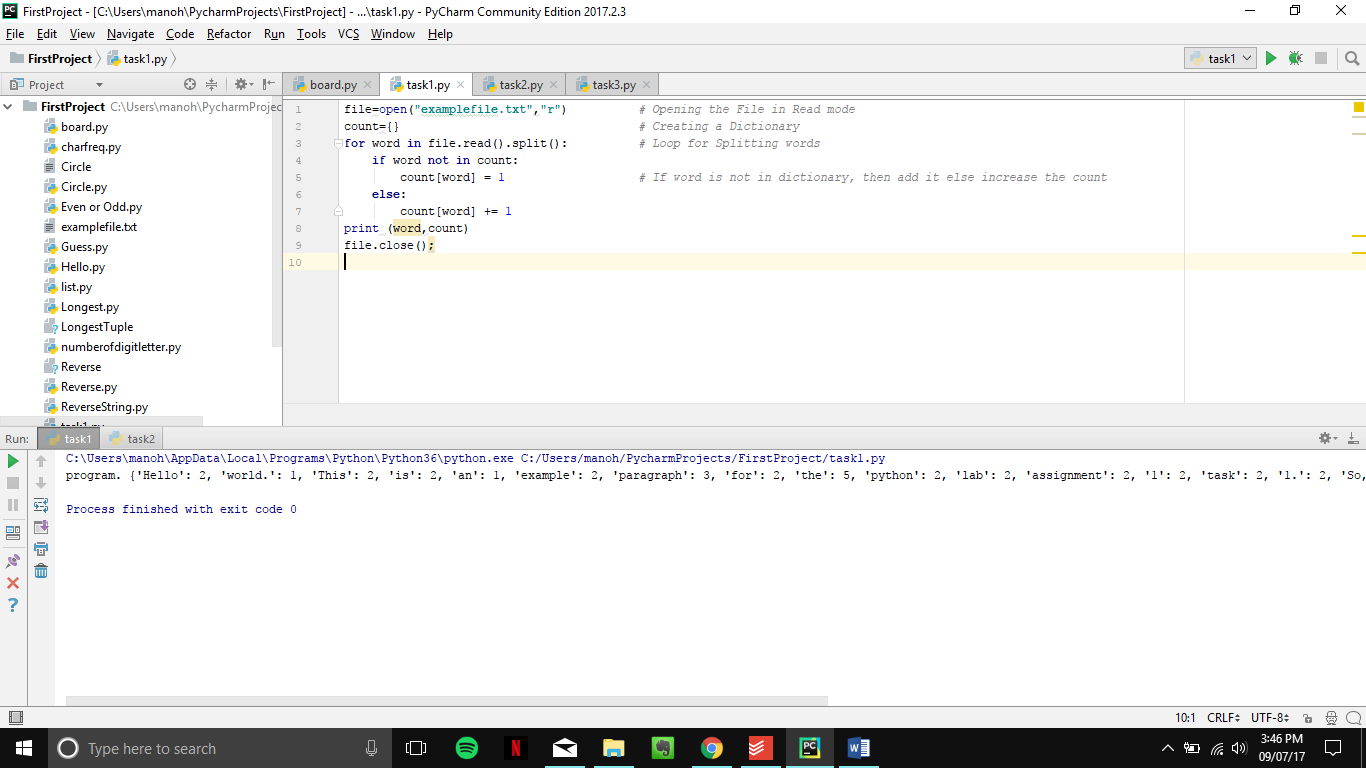 FirstProject - [C:\Users\manoh\PycharmProjects\FirstProject] - ...\task1.py - PyCharm Community Edition 2017.2.3
File Edit View Navigate Code Refactor Run Tools VCS Window Help
FirstProject task1.py task1
Project board.py task1.py task2.py task3.py
FirstProject C:\Users\manoh\PycharmProjec
board.py
charfreq.py
Circle
Circle.py
Even or Odd.py
examplefile.txt
Guess.py
Hello.py
list.py
Longest.py
LongestTuple
numberofdigitletter.py
Reverse
Reverse.py
ReverseString.py
task1.py
1 file=open("examplefile.txt","r") # Opening the File in Read mode
2 count={} # Creating a Dictionary
3 for word in file.read().split(): # Loop for Splitting words
4 if word not in count:
5 count[word] = 1 # If word is not in dictionary, then add it else increase the count
6 else:
7 count[word] += 1
8 print (word,count)
9 file.close();
10
Run: task1 task2
C:\Users\manoh\AppData\Local\Programs\Python\Python36\python.exe C:/Users/manoh/PycharmProjects/FirstProject/task1.py
program. {'Hello': 2, 'world.': 1, 'This': 2, 'is': 2, 'an': 1, 'example': 2, 'paragraph': 3, 'for': 2, 'the': 5, 'python': 2, 'lab': 2, 'assignment': 2, '1': 2, 'task': 2, '1.': 2, 'So,
Process finished with exit code 0
10:1 CRLF UTF-8
Type here to search
3:46 PM
09/07/17